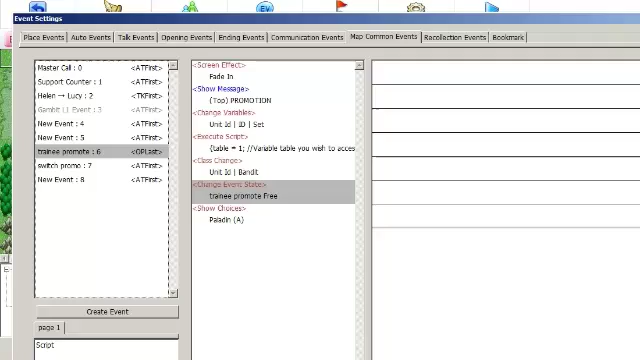 Event Settings
Place Events
Auto Events
Talk Events
Opening Events
Ending Events
Communication Events
Map Common Events
Recollection Events
Bookmark
Master Call : 0 <ATFirst>
Support Counter : 1 <ATFirst>
Helen → Lucy : 2 <TKFirst>
Gambit L1 Event : 3 <ATFirst>
New Event : 4 <ATFirst>
New Event : 5 <ATFirst>
trainee promote : 6 <OPLast>
switch promo : 7 <ATFirst>
New Event : 8 <ATFirst>
Create Event
page 1
Script
<Screen Effect>
Fade In
<Show Message>
(Top) PROMOTION
<Change Variables>
Unit Id | ID | Set
<Execute Script>
{table = 1; //Variable table you wish to acces
<Class Change>
Unit Id | Bandit
<Change Event State>
trainee promote Free
<Show Choices>
Paladin (A)
EV